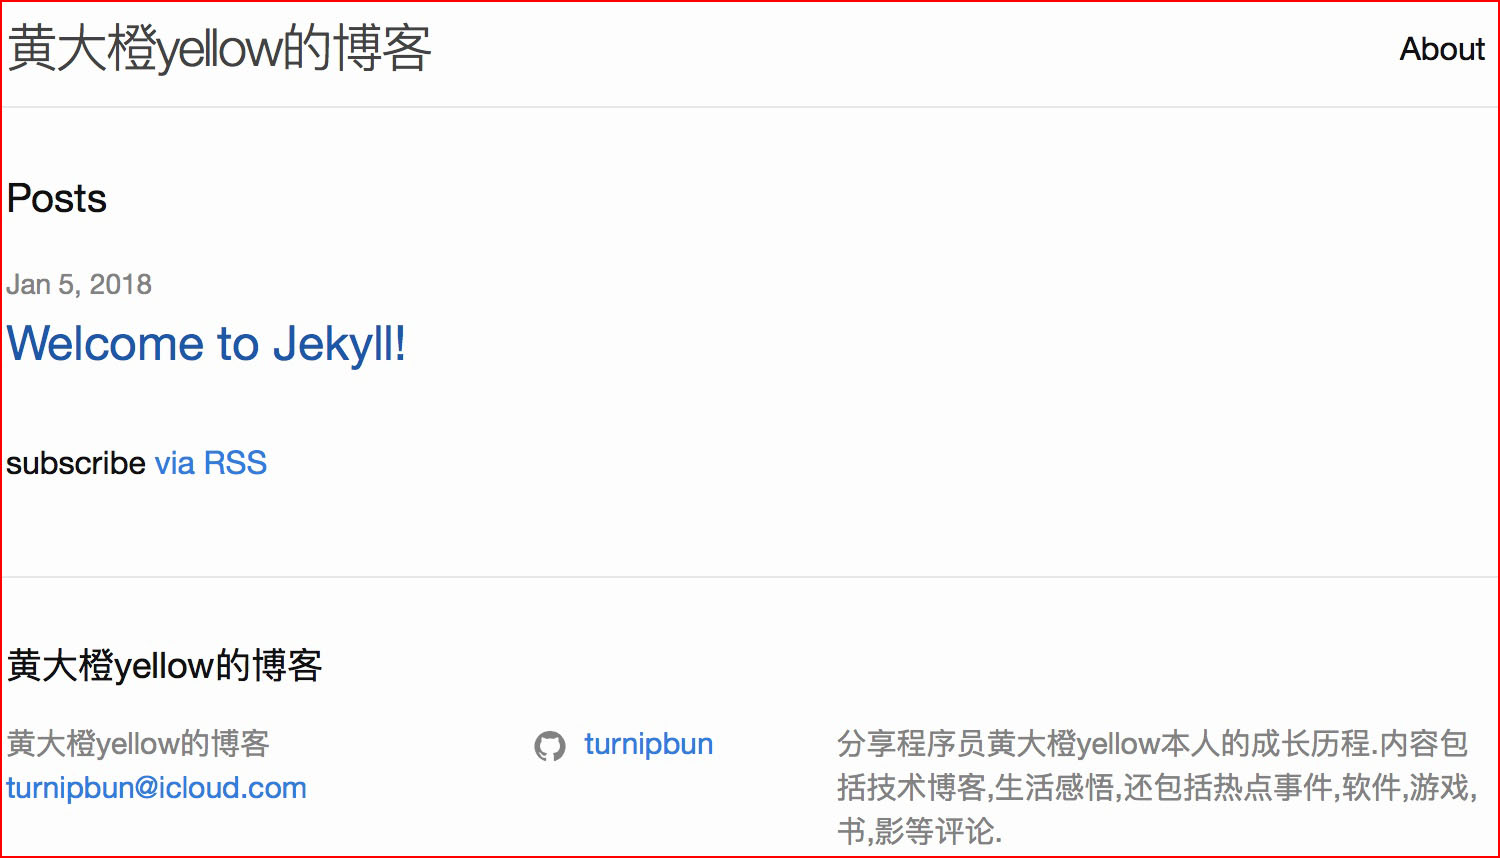 黄大橙yellow的博客
About
Posts
Jan 5, 2018
Welcome to Jekyll!
subscribe via RSS
黄大橙yellow的博客
黄大橙yellow的博客
turnipbun@icloud.com
turnipbun
分享程序员黄大橙yellow本人的成长历程.内容包
括技术博客,生活感悟,还包括热点事件,软件,游戏,
书,影等评论.